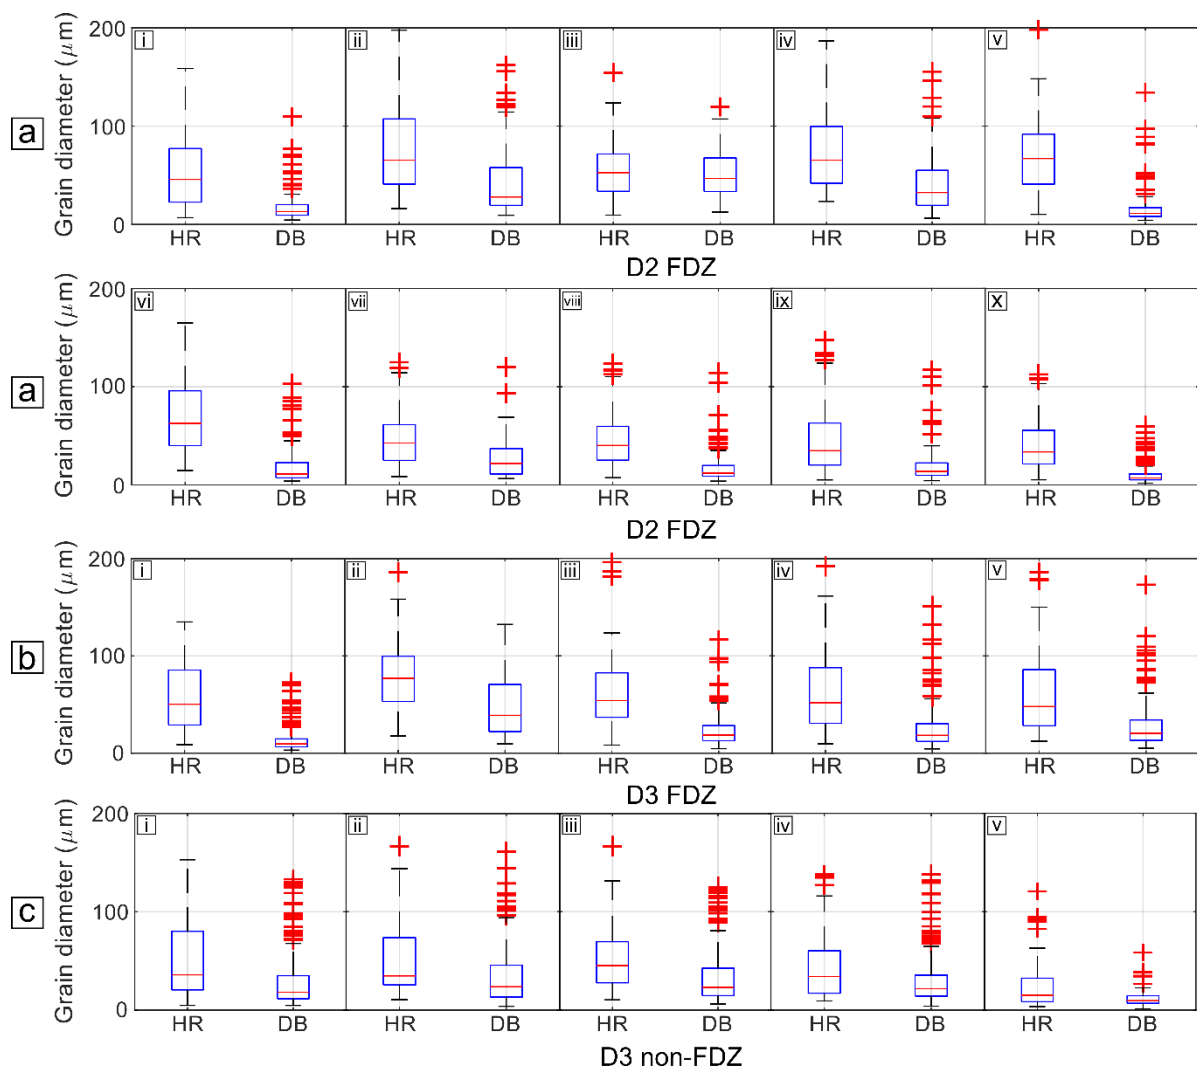 Grain diameter (μm)
200
100
0
a
i
ii
iii
iv
v
HR DB HR DB HR DB HR DB HR DB
D2 FDZ
Grain diameter (μm)
200
100
0
a
vi
vii
viii
ix
x
HR DB HR DB HR DB HR DB HR DB
D2 FDZ
Grain diameter (μm)
200
100
0
b
i
ii
iii
iv
v
HR DB HR DB HR DB HR DB HR DB
D3 FDZ
Grain diameter (μm)
200
100
0
c
i
ii
iii
iv
v
HR DB HR DB HR DB HR DB HR DB
D3 non-FDZ